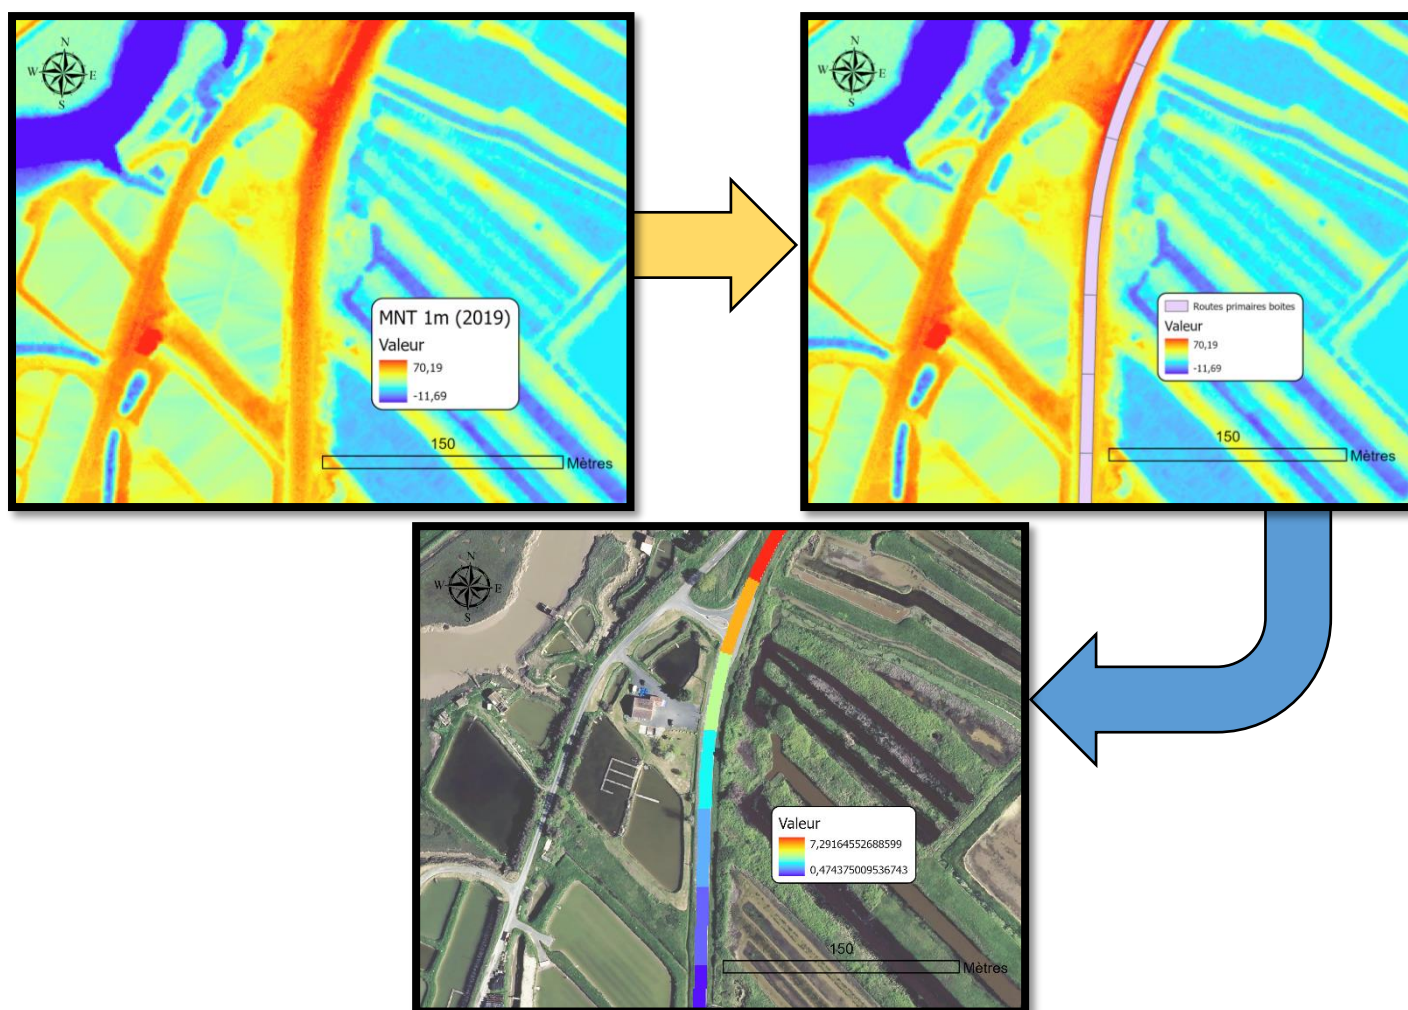 N
W
E
S
MNT 1m (2019)
Valeur
70,19
-11,69
150
Mètres
N
W
E
S
Routes primaires boites
Valeur
70,19
-11,69
150
Mètres
N
W
E
S
Valeur
7,29164552688599
0,474375009536743
150
Mètres